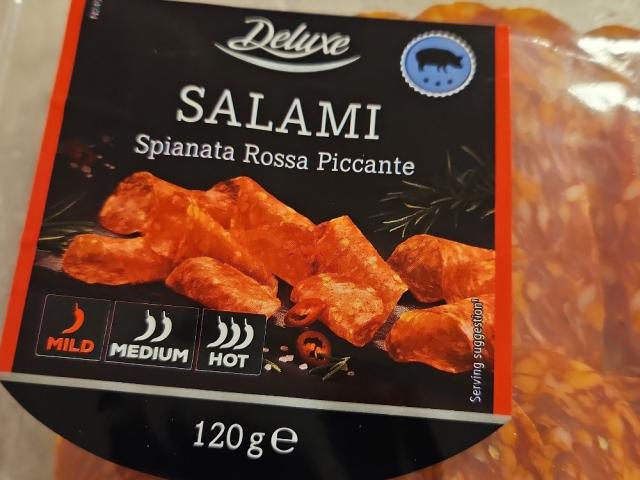 Deluxe
SALAMI
Spianata Rossa Piccante
MILD
MEDIUM
HOT
Serving suggestion
120 g e